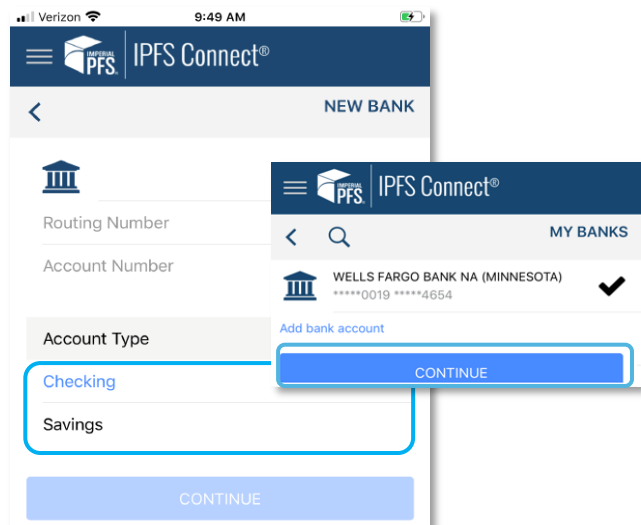 Verizon 9:49 AM
IMPERIAL PFS. IPFS Connect®
NEW BANK
Routing Number
Account Number
Account Type
Checking
Savings
CONTINUE
IMPERIAL PFS. IPFS Connect®
MY BANKS
WELLS FARGO BANK NA (MINNESOTA)
*****0019 *****4654
Add bank account
CONTINUE